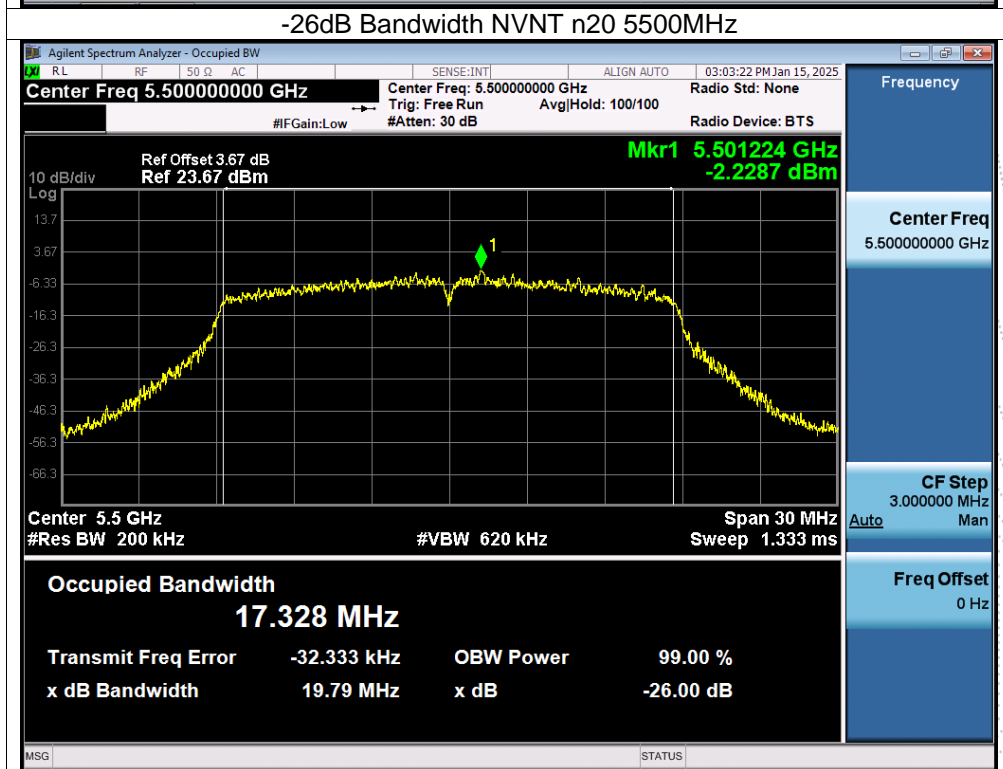 -26dB Bandwidth NVNT n20 5500MHz
Agilent Spectrum Analyzer - Occupied BW
LXI RL RF 50 Ω AC SENSE:INT ALIGN AUTO 03:03:22 PM Jan 15, 2025
Center Freq 5.500000000 GHz
Center Freq: 5.500000000 GHz Radio Std: None
Trig: Free Run Avg|Hold: 100/100
#IFGain:Low #Atten: 30 dB Radio Device: BTS
Frequency
Mkr1 5.501224 GHz
-2.2287 dBm
Ref Offset 3.67 dB
10 dB/div Ref 23.67 dBm
Log
13.7
3.67
-6.33
-16.3
-26.3
-36.3
-46.3
-56.3
-66.3
1
Center 5.5 GHz Span 30 MHz
#Res BW 200 kHz #VBW 620 kHz Sweep 1.333 ms
Occupied Bandwidth
17.328 MHz
Transmit Freq Error -32.333 kHz OBW Power 99.00 %
x dB Bandwidth 19.79 MHz x dB -26.00 dB
Center Freq
5.500000000 GHz
CF Step
3.000000 MHz
Auto Man
Freq Offset
0 Hz
MSG STATUS